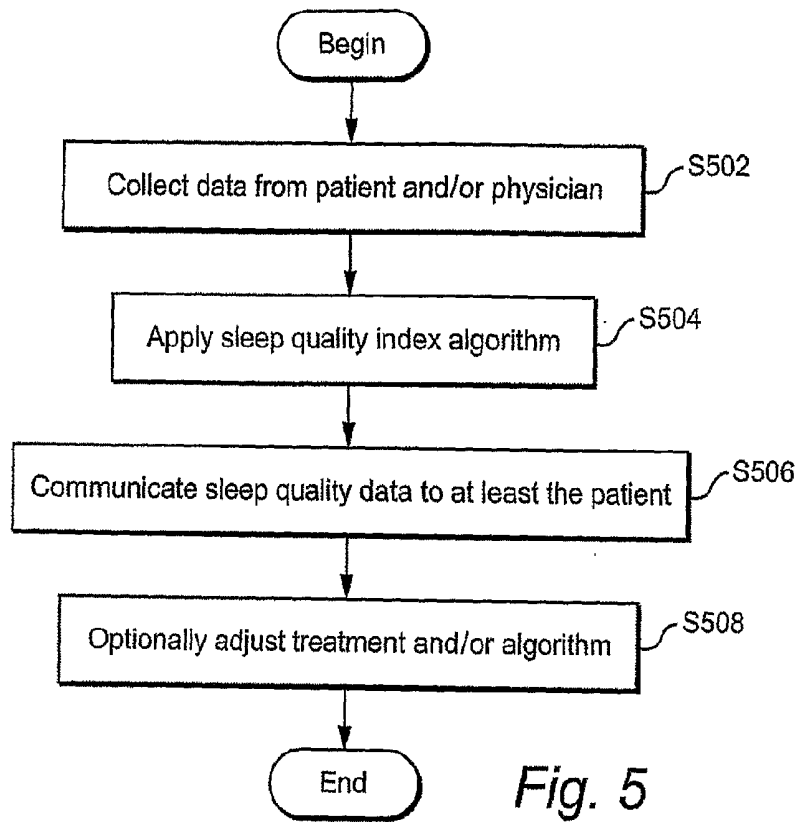 Begin
Collect data from patient and/or physician
S502
Apply sleep quality index algorithm
S504
Communicate sleep quality data to at least the patient
S506
Optionally adjust treatment and/or algorithm
S508
End
Fig. 5